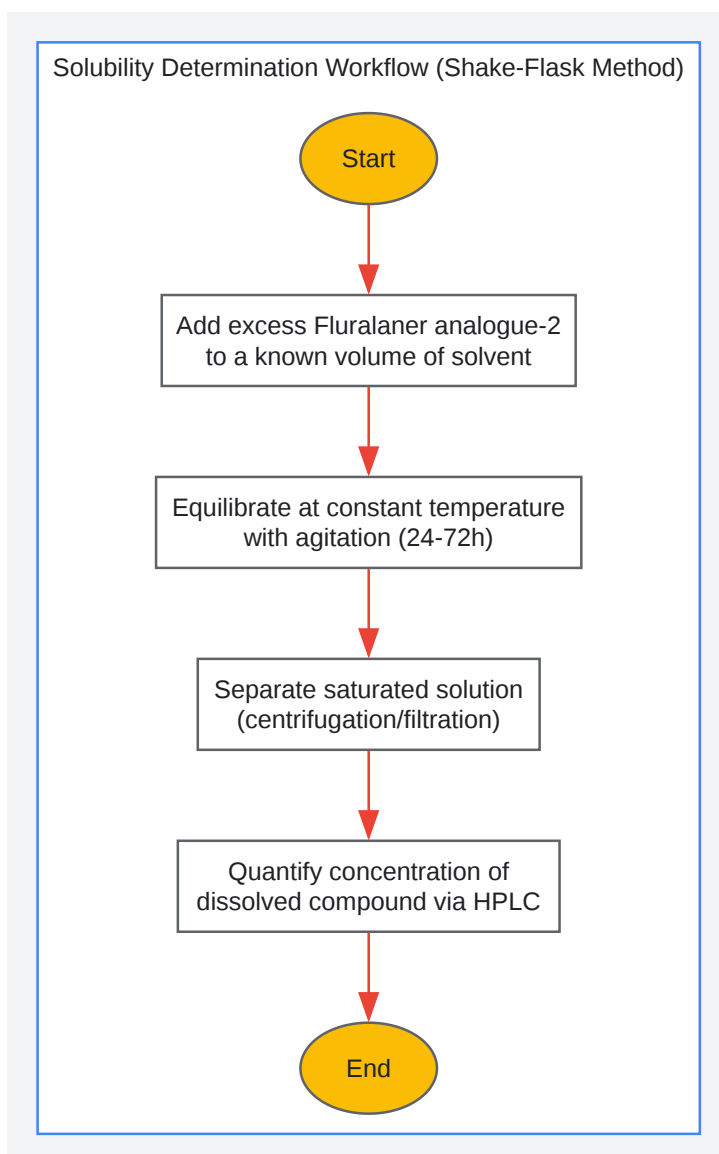 Solubility Determination Workflow (Shake-Flask Method)
Start
Add excess Fluralaner analogue-2
to a known volume of solvent
Equilibrate at constant temperature
with agitation (24-72h)
Separate saturated solution
(centrifugation/filtration)
Quantify concentration of
dissolved compound via HPLC
End